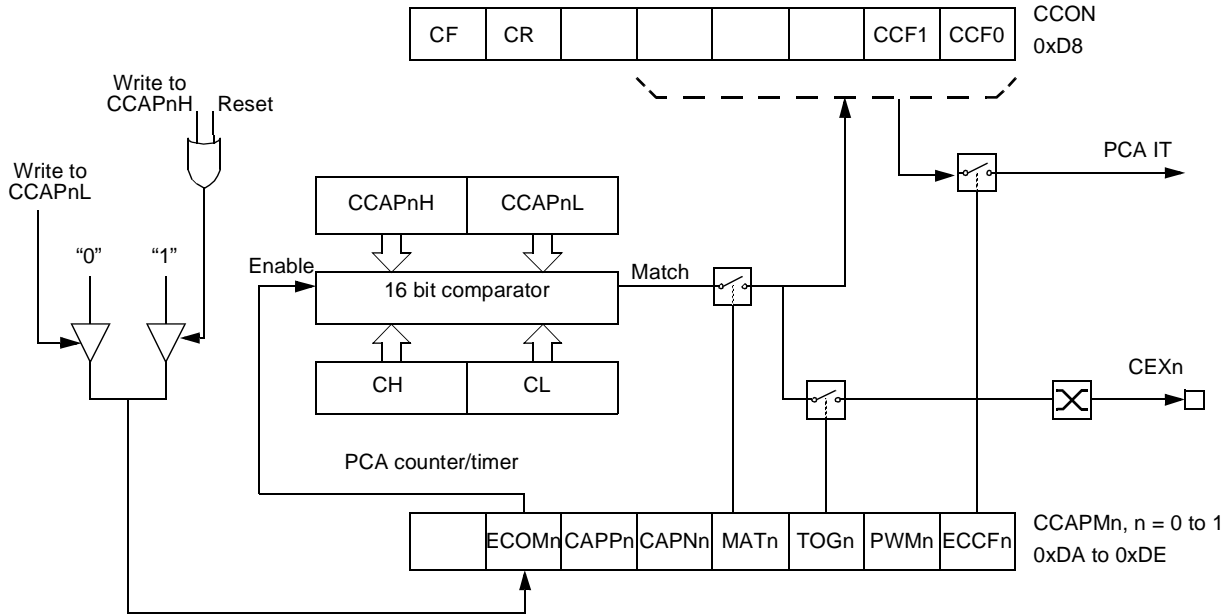 CF CR CCF1 CCF0
CCON
0xD8
Write to
CCAPnH Reset
Write to
CCAPnL
PCA IT
CCAPnH CCAPnL
“0” “1”
Enable
16 bit comparator
Match
CH CL
CEXn
PCA counter/timer
ECOMn CAPPn CAPNn MATn TOGn PWMn ECCFn
CCAPMn, n = 0 to 1
0xDA to 0xDE